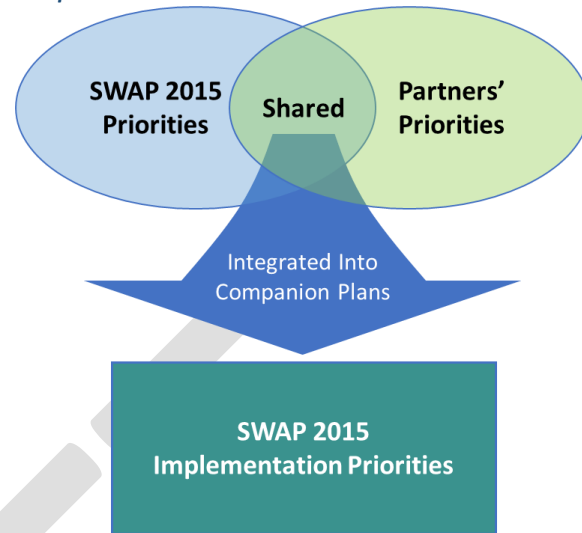 SWAP 2015
Priorities
Shared
Partners’
Priorities
Integrated Into
Companion Plans
SWAP 2015
Implementation Priorities